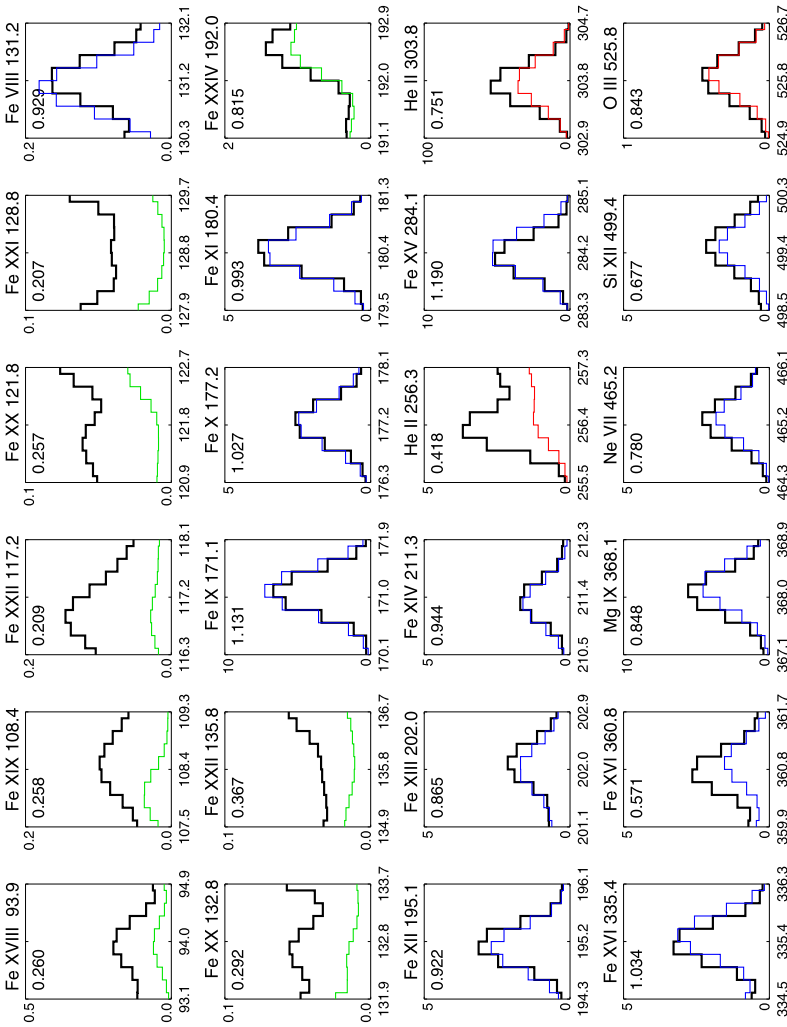 Fe XVIII 93.9
0.260
0.5
0.0
93.1 94.0 94.9
Fe XIX 108.4
0.258
0.2
0.0
107.5 108.4 109.3
Fe XXII 117.2
0.209
0.2
0.0
116.3 117.2 118.1
Fe XX 121.8
0.257
0.1
0.0
120.9 121.8 122.7
Fe XXI 128.8
0.207
0.1
0.0
127.9 128.8 129.7
Fe VIII 131.2
0.929
0.2
0.0
130.3 131.2 132.1
Fe XX 132.8
0.292
0.1
0.0
131.9 132.8 133.7
Fe XXII 135.8
0.367
0.1
0.0
134.9 135.8 136.7
Fe IX 171.1
1.131
10
0
170.1 171.0 171.9
Fe X 177.2
1.027
5
0
176.3 177.2 178.1
Fe XI 180.4
0.993
5
0
179.5 180.4 181.3
Fe XXIV 192.0
0.815
2
0
191.1 192.0 192.9
Fe XII 195.1
0.922
5
0
194.3 195.2 196.1
Fe XIII 202.0
0.865
5
0
201.1 202.0 202.9
Fe XIV 211.3
0.944
5
0
210.5 211.4 212.3
He II 256.3
0.418
5
0
255.5 256.4 257.3
Fe XV 284.1
1.190
10
0
283.3 284.2 285.1
He II 303.8
0.751
100
0
302.9 303.8 304.7
Fe XVI 335.4
1.034
5
0
334.5 335.4 336.3
Fe XVI 360.8
0.571
5
0
359.9 360.8 361.7
Mg IX 368.1
0.848
10
0
367.1 368.0 368.9
Ne VII 465.2
0.780
5
0
464.3 465.2 466.1
Si XII 499.4
0.677
5
0
498.5 499.4 500.3
O III 525.8
0.843
1
0
524.9 525.8 526.7